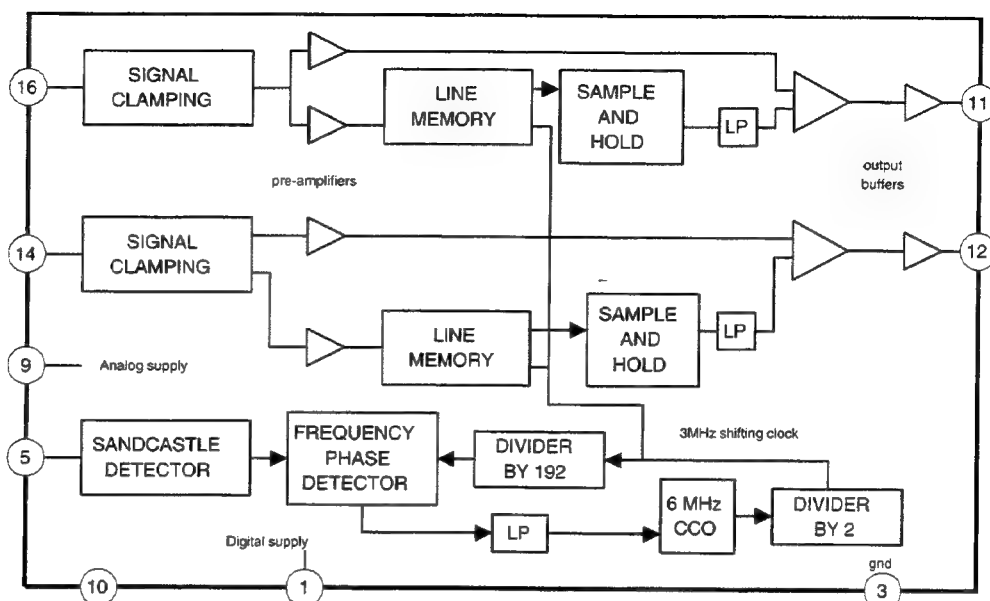 16
SIGNAL
CLAMPING
LINE
MEMORY
SAMPLE
AND
HOLD
LP
11
pre-amplifiers
output
buffers
14
SIGNAL
CLAMPING
12
LINE
MEMORY
SAMPLE
AND
HOLD
LP
9
Analog supply
5
SANDCASTLE
DETECTOR
FREQUENCY
PHASE
DETECTOR
DIVIDER
BY 192
3MHz shifting clock
LP
6 MHz
CCO
DIVIDER
BY 2
Digital supply
gnd
10
1
3